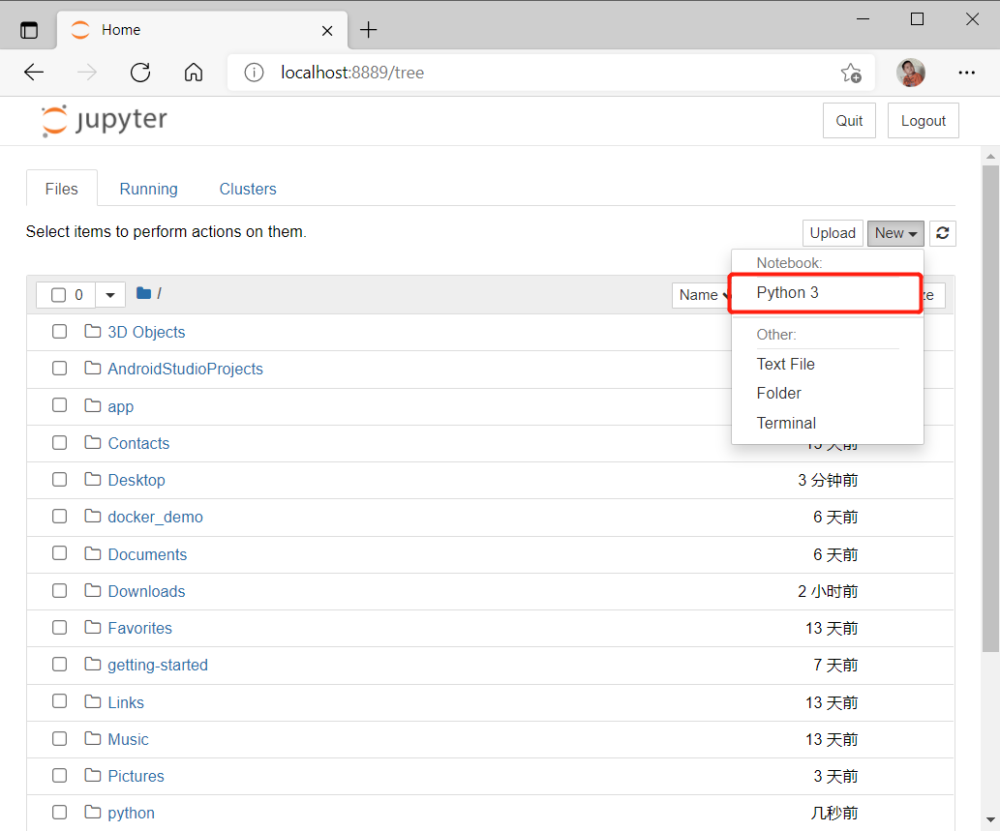 Home
localhost:8889/tree
jupyter
Quit
Logout
Files
Running
Clusters
Select items to perform actions on them.
Upload
New
Notebook:
Python 3
Other:
Text File
Folder
Terminal
0
/
Name
3D Objects
AndroidStudioProjects
app
Contacts
Desktop
3 分钟前
docker_demo
6 天前
Documents
6 天前
Downloads
2 小时前
Favorites
13 天前
getting-started
7 天前
Links
13 天前
Music
13 天前
Pictures
3 天前
python
几秒前